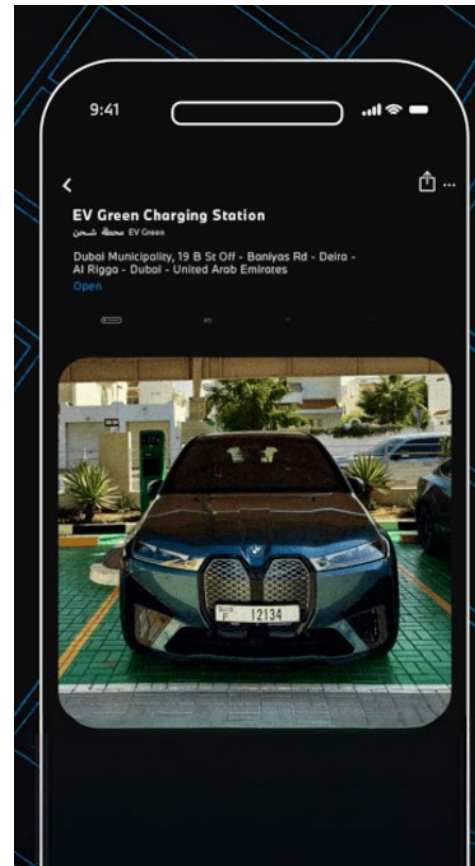 9:41
EV Green Charging Station
محطة شحن EV Green
Dubai Municipality, 19 B St Off - Baniyas Rd - Deira -
Al Rigga - Dubai - United Arab Emirates
Open
12134